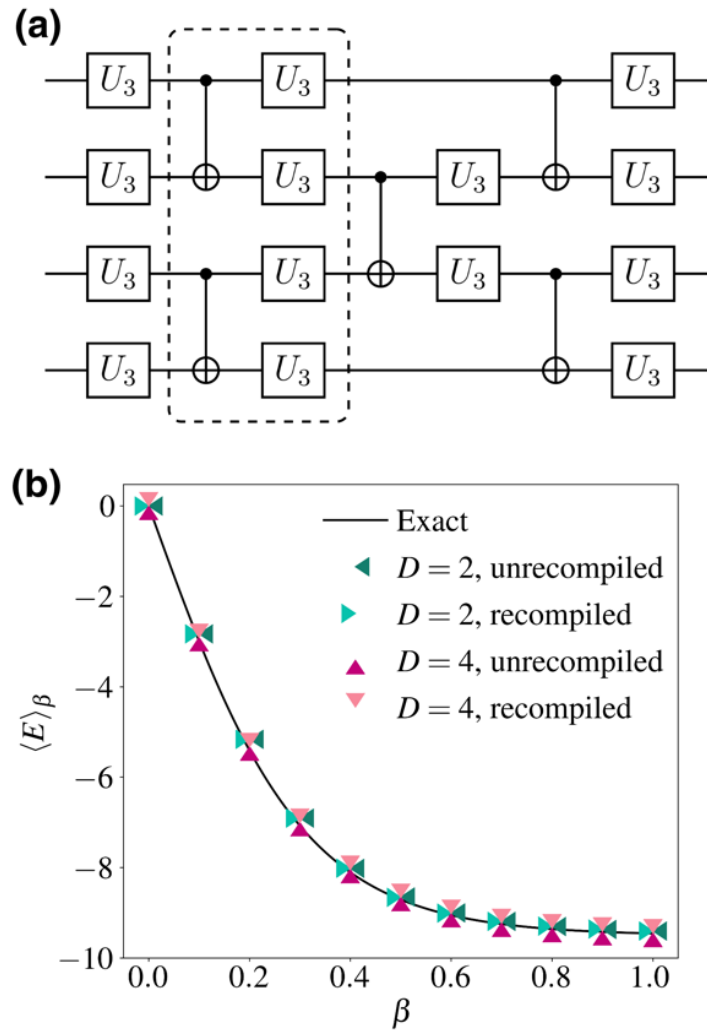 (a)
U₃ U₃ U₃
U₃ U₃ U₃
U₃ U₃ U₃
U₃ U₃ U₃
(b)
0
−2
−4
−6
−8
−10
⟨E⟩β
Exact
D = 2, unrecompiled
D = 2, recompiled
D = 4, unrecompiled
D = 4, recompiled
0.0 0.2 0.4 0.6 0.8 1.0
β